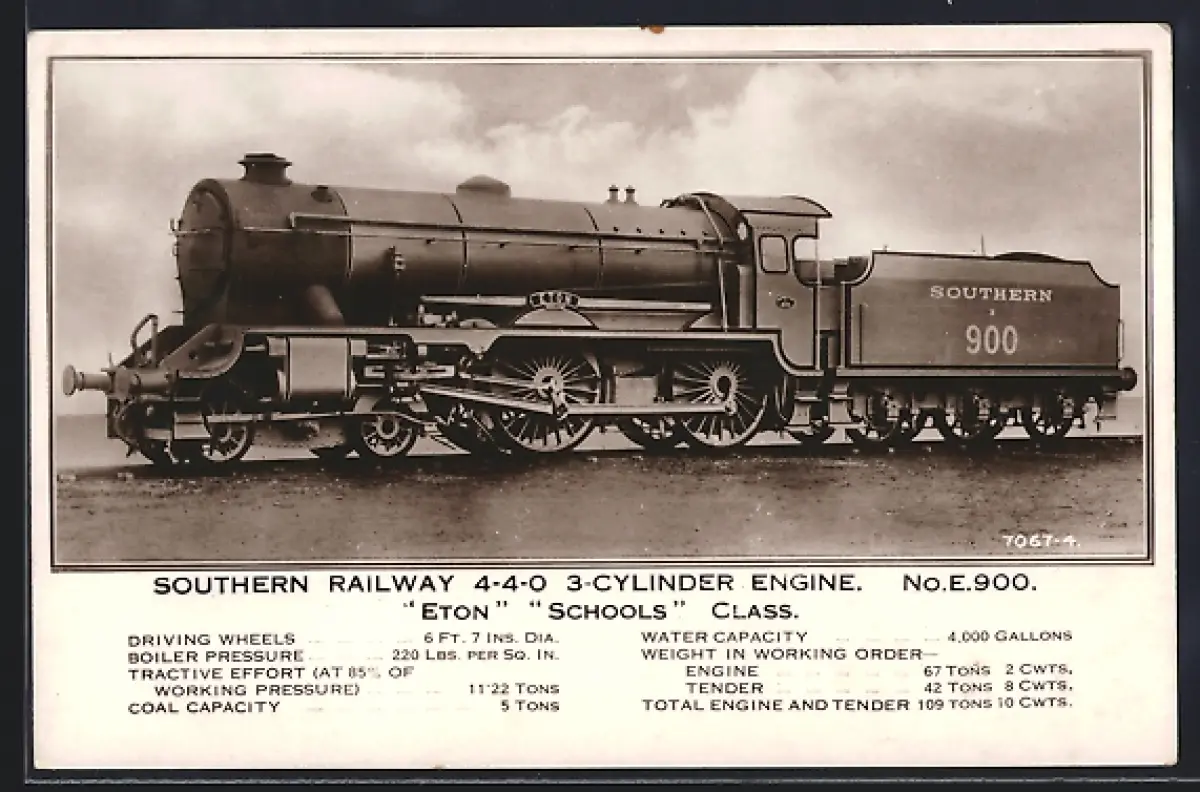 ETON
SOUTHERN
900
7067-4.
SOUTHERN RAILWAY 4-4-0 3-CYLINDER ENGINE. No.E.900.
"ETON" "SCHOOLS" CLASS.
DRIVING WHEELS 6 FT. 7 INS. DIA.
BOILER PRESSURE 220 LBS. PER SQ. IN.
TRACTIVE EFFORT (AT 85% OF
WORKING PRESSURE) 11·22 TONS
COAL CAPACITY 5 TONS
WATER CAPACITY 4,000 GALLONS
WEIGHT IN WORKING ORDER—
ENGINE 67 TONS 2 CWTS.
TENDER 42 TONS 8 CWTS.
TOTAL ENGINE AND TENDER 109 TONS 10 CWTS.